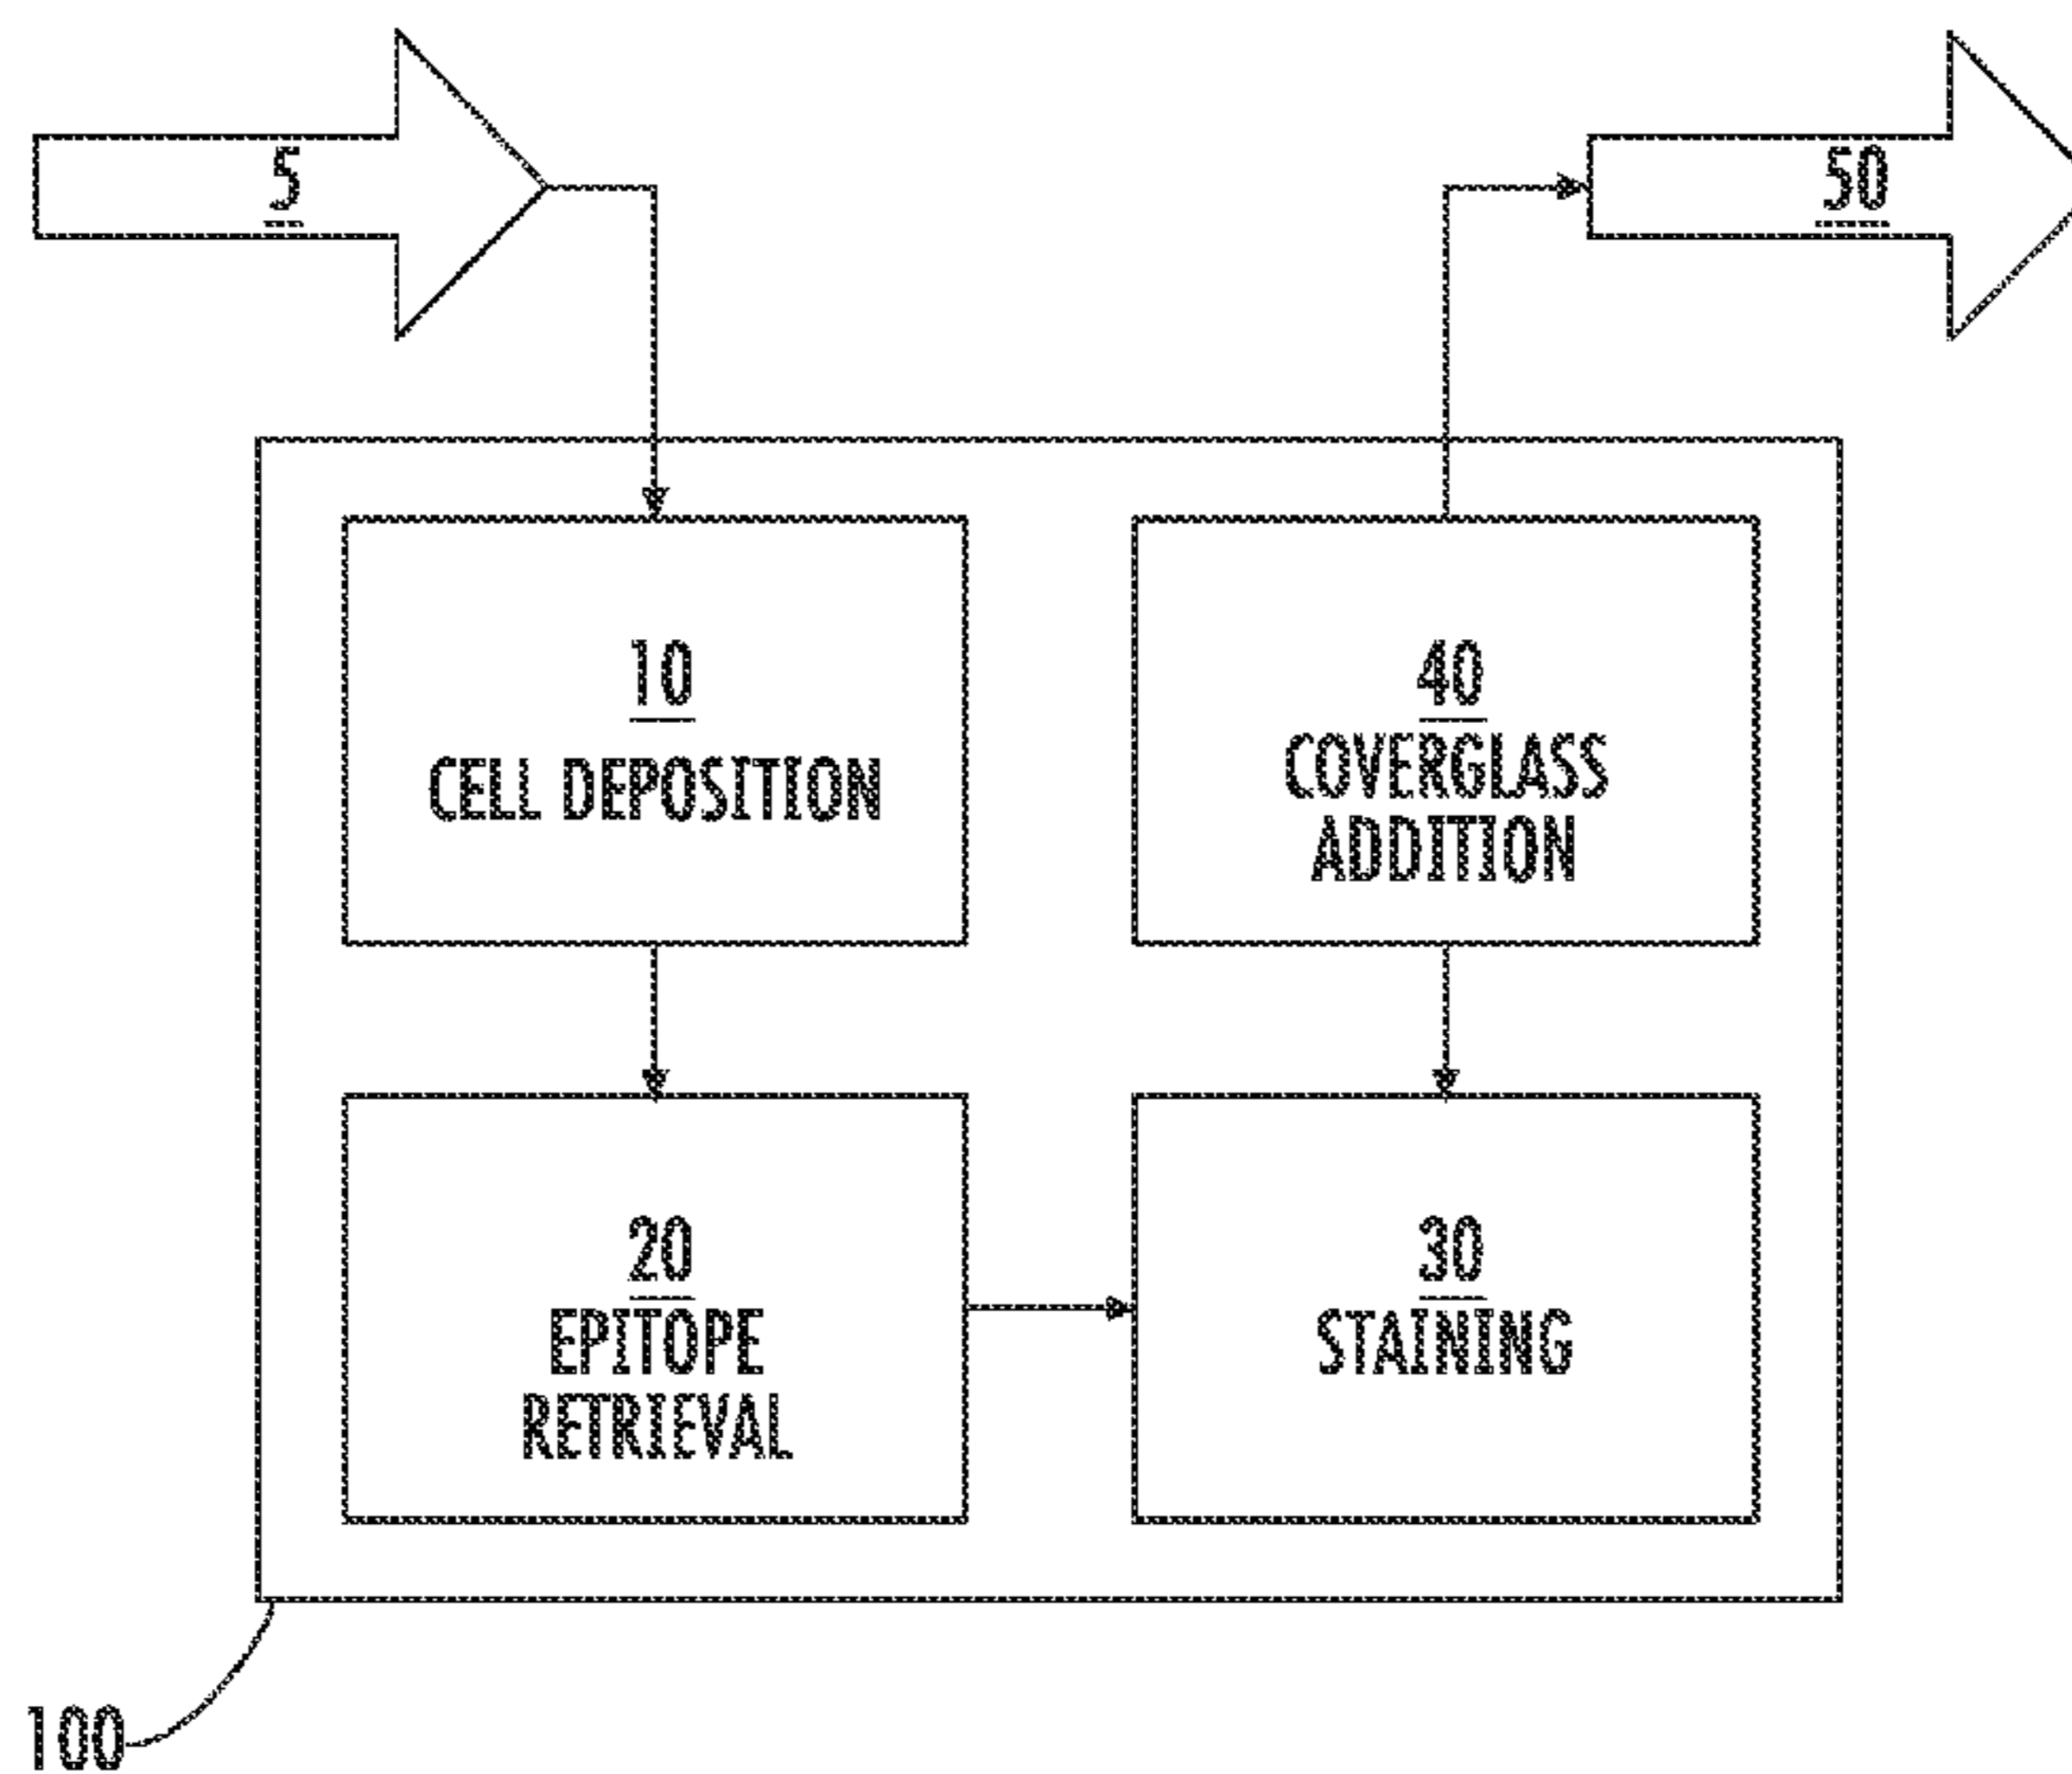 5
50
10
CELL DEPOSITION
40
COVERGLASS
ADDITION
20
EPITOPE
RETRIEVAL
30
STAINING
100